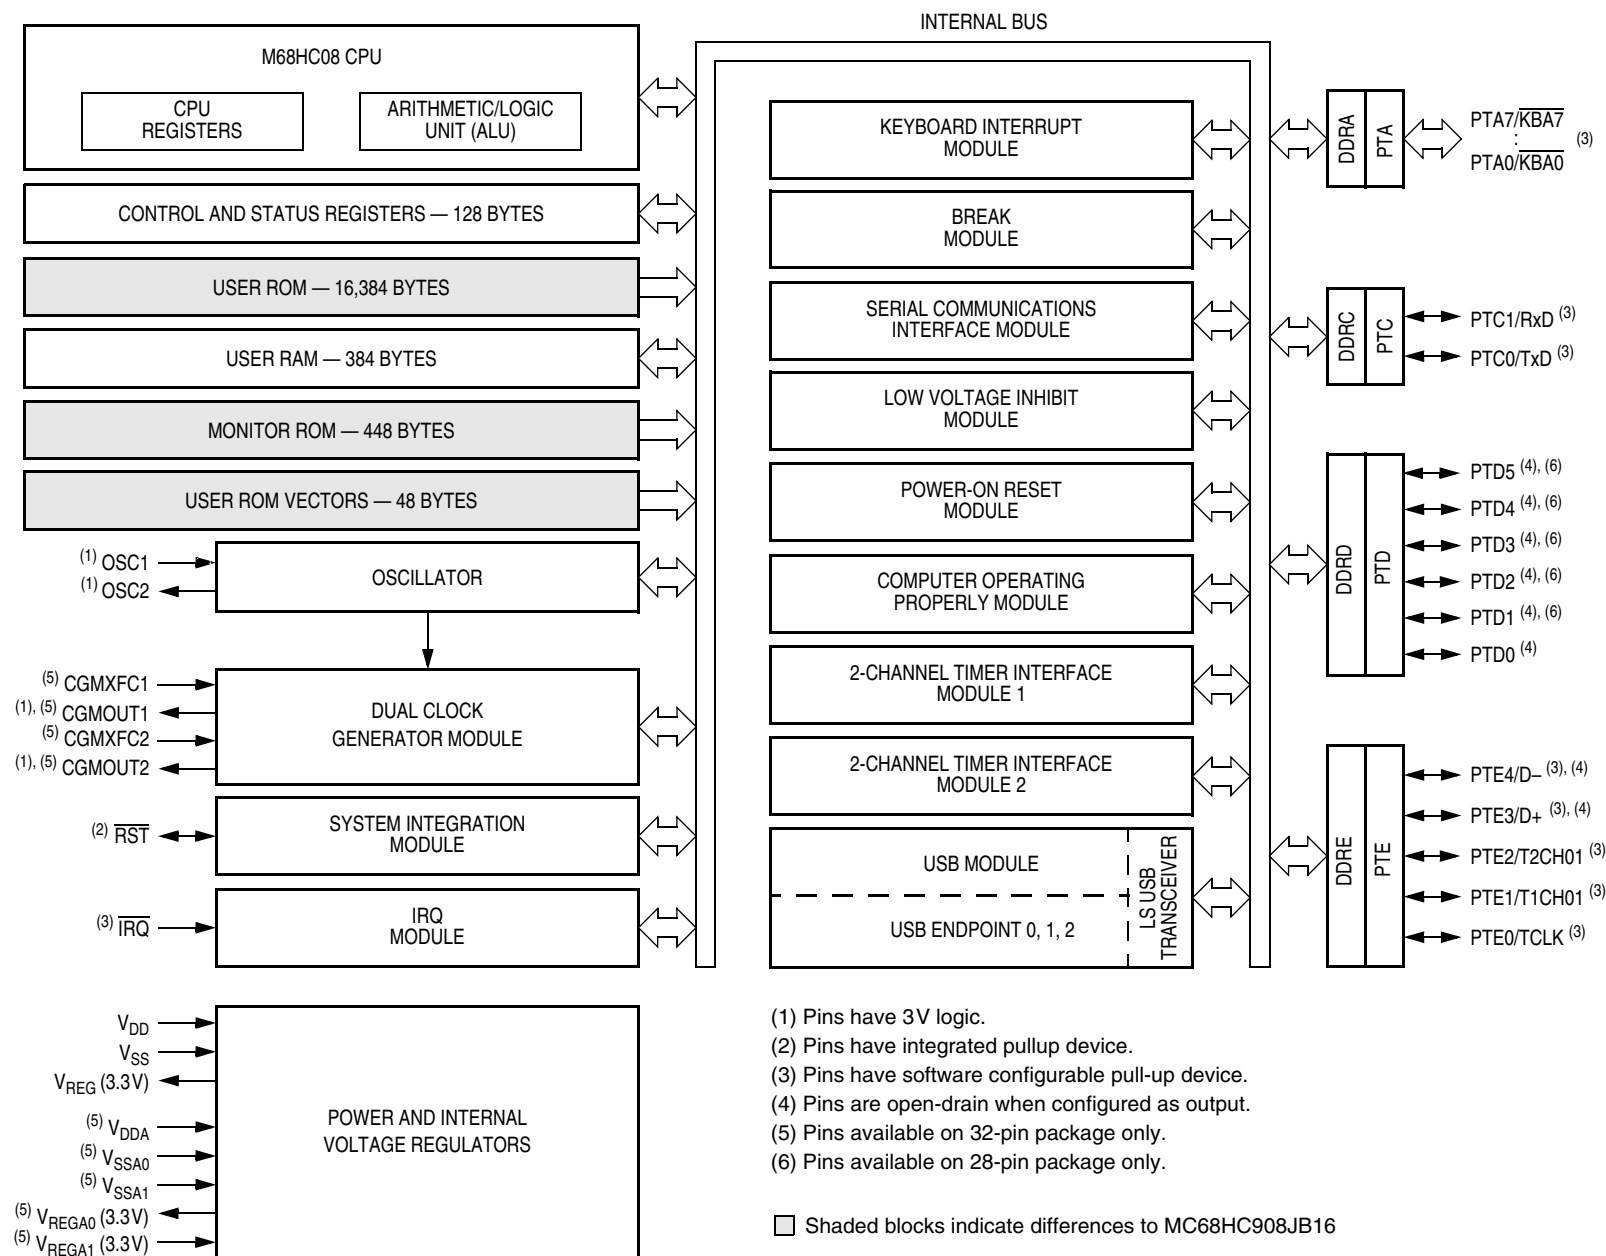 INTERNAL BUS
M68HC08 CPU
CPU
REGISTERS
ARITHMETIC/LOGIC
UNIT (ALU)
CONTROL AND STATUS REGISTERS — 128 BYTES
USER ROM — 16,384 BYTES
USER RAM — 384 BYTES
MONITOR ROM — 448 BYTES
USER ROM VECTORS — 48 BYTES
(1) OSC1
(1) OSC2
OSCILLATOR
(5) CGMXFC1
(1), (5) CGMOUT1
(5) CGMXFC2
(1), (5) CGMOUT2
DUAL CLOCK
GENERATOR MODULE
(2) RST
SYSTEM INTEGRATION
MODULE
(3) IRQ
IRQ
MODULE
VDD
VSS
VREG (3.3V)
(5) VDDA
(5) VSSA0
(5) VSSA1
(5) VREGA0 (3.3V)
(5) VREGA1 (3.3V)
POWER AND INTERNAL
VOLTAGE REGULATORS
KEYBOARD INTERRUPT
MODULE
BREAK
MODULE
SERIAL COMMUNICATIONS
INTERFACE MODULE
LOW VOLTAGE INHIBIT
MODULE
POWER-ON RESET
MODULE
COMPUTER OPERATING
PROPERLY MODULE
2-CHANNEL TIMER INTERFACE
MODULE 1
2-CHANNEL TIMER INTERFACE
MODULE 2
USB MODULE
USB ENDPOINT 0, 1, 2
LS USB
TRANSCEIVER
DDRA
PTA
PTA7/KBA7
:
(3)
PTA0/KBA0
DDRC
PTC
PTC1/RxD (3)
PTC0/TxD (3)
DDRD
PTD
PTD5 (4), (6)
PTD4 (4), (6)
PTD3 (4), (6)
PTD2 (4), (6)
PTD1 (4), (6)
PTD0 (4)
DDRE
PTE
PTE4/D– (3), (4)
PTE3/D+ (3), (4)
PTE2/T2CH01 (3)
PTE1/T1CH01 (3)
PTE0/TCLK (3)
(1) Pins have 3V logic.
(2) Pins have integrated pullup device.
(3) Pins have software configurable pull-up device.
(4) Pins are open-drain when configured as output.
(5) Pins available on 32-pin package only.
(6) Pins available on 28-pin package only.
Shaded blocks indicate differences to MC68HC908JB16